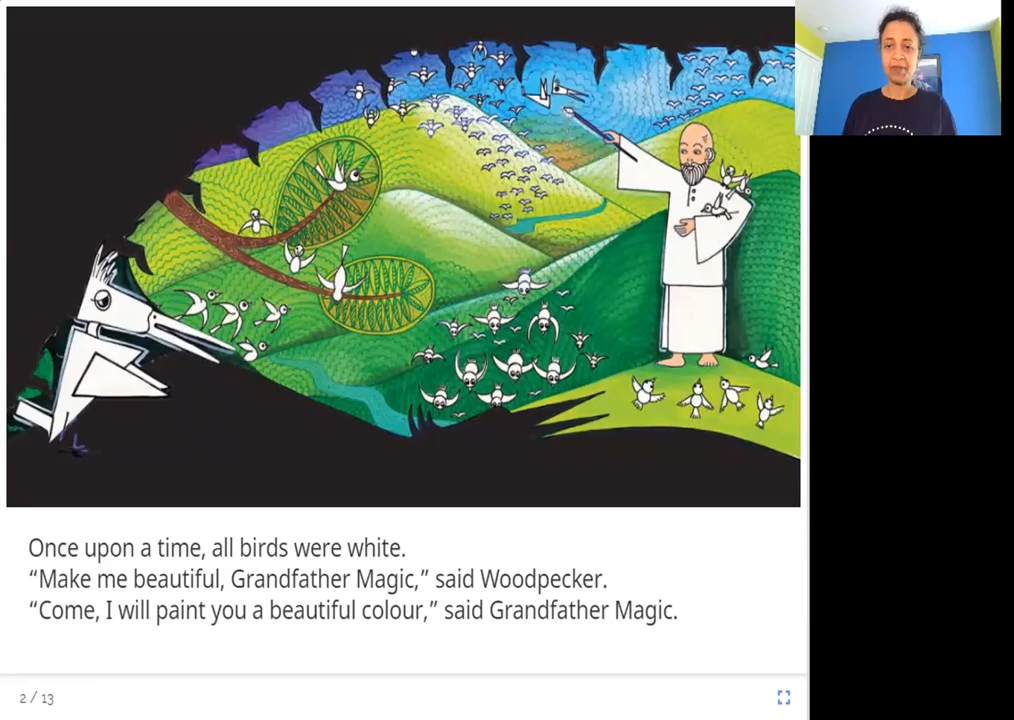 Once upon a time, all birds were white.
“Make me beautiful, Grandfather Magic,” said Woodpecker.
“Come, I will paint you a beautiful colour,” said Grandfather Magic.
2 / 13